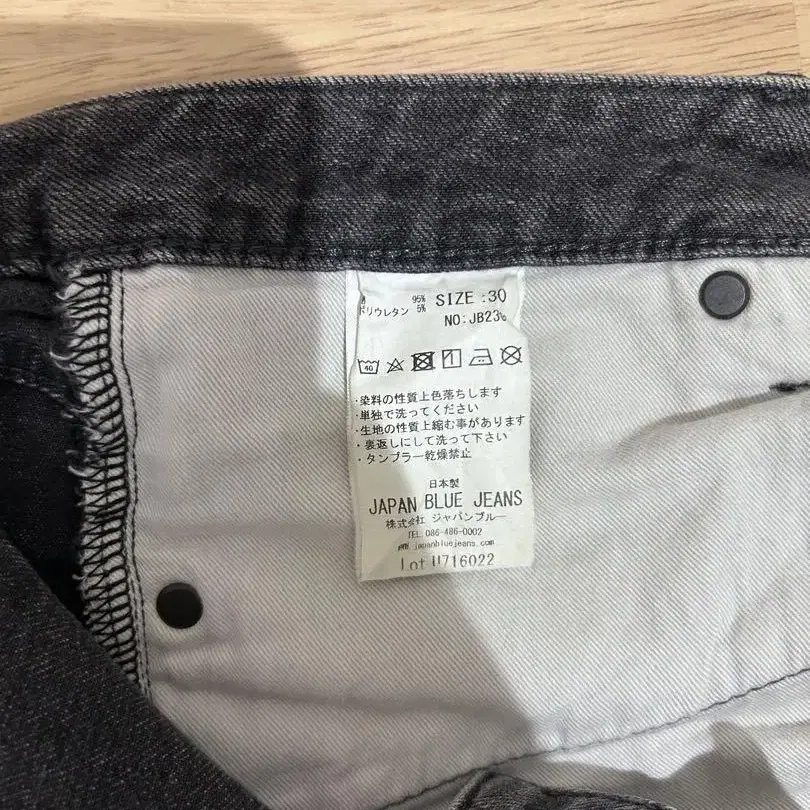 95% SIZE :30
ポリウレタン 5%
NO:JB23
40
・染料の性質上色落ちします
・単独で洗ってください
・生地の性質上縮む事があります
・裏返しにして洗って下さい
・タンブラー乾燥禁止
日本製
JAPAN BLUE JEANS
株式会社 ジャパンブルー
TEL 086-486-0002
www.japanbluejeans.com
Lot 716022